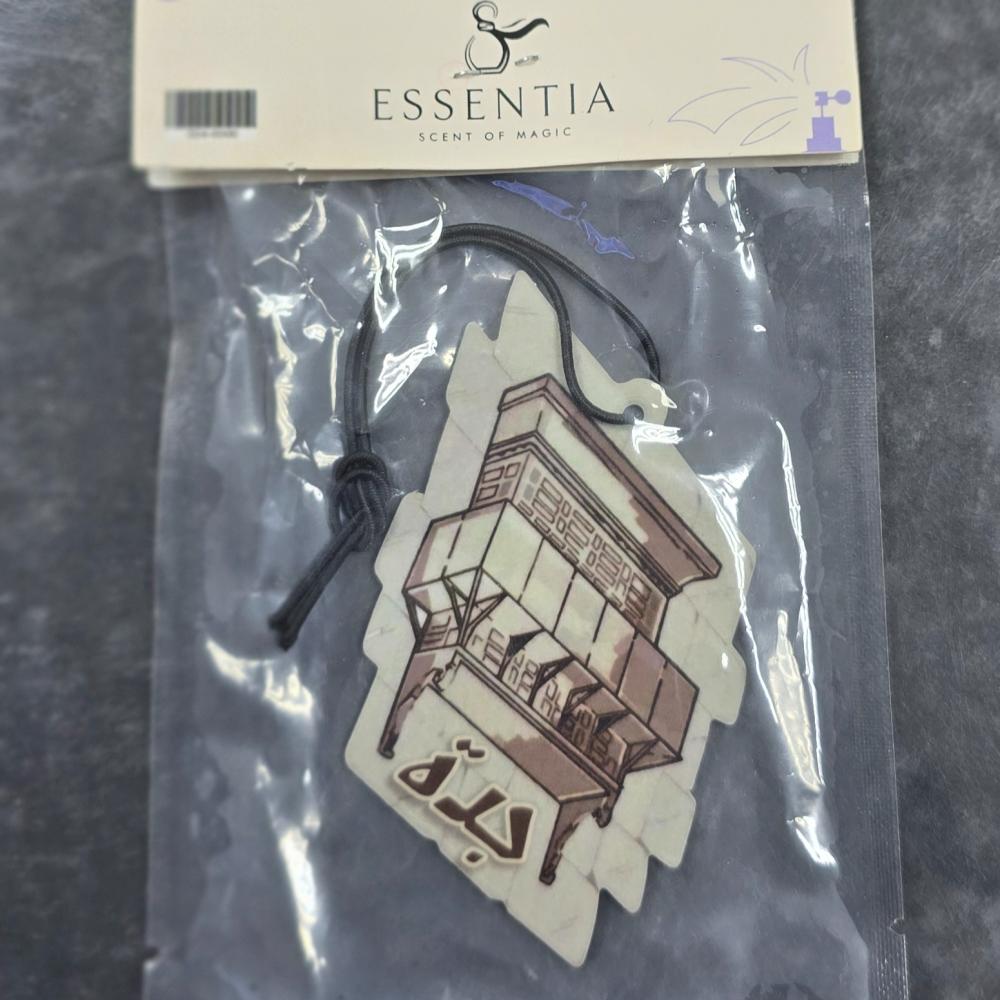 ESSENTIA
SCENT OF MAGIC
جدة